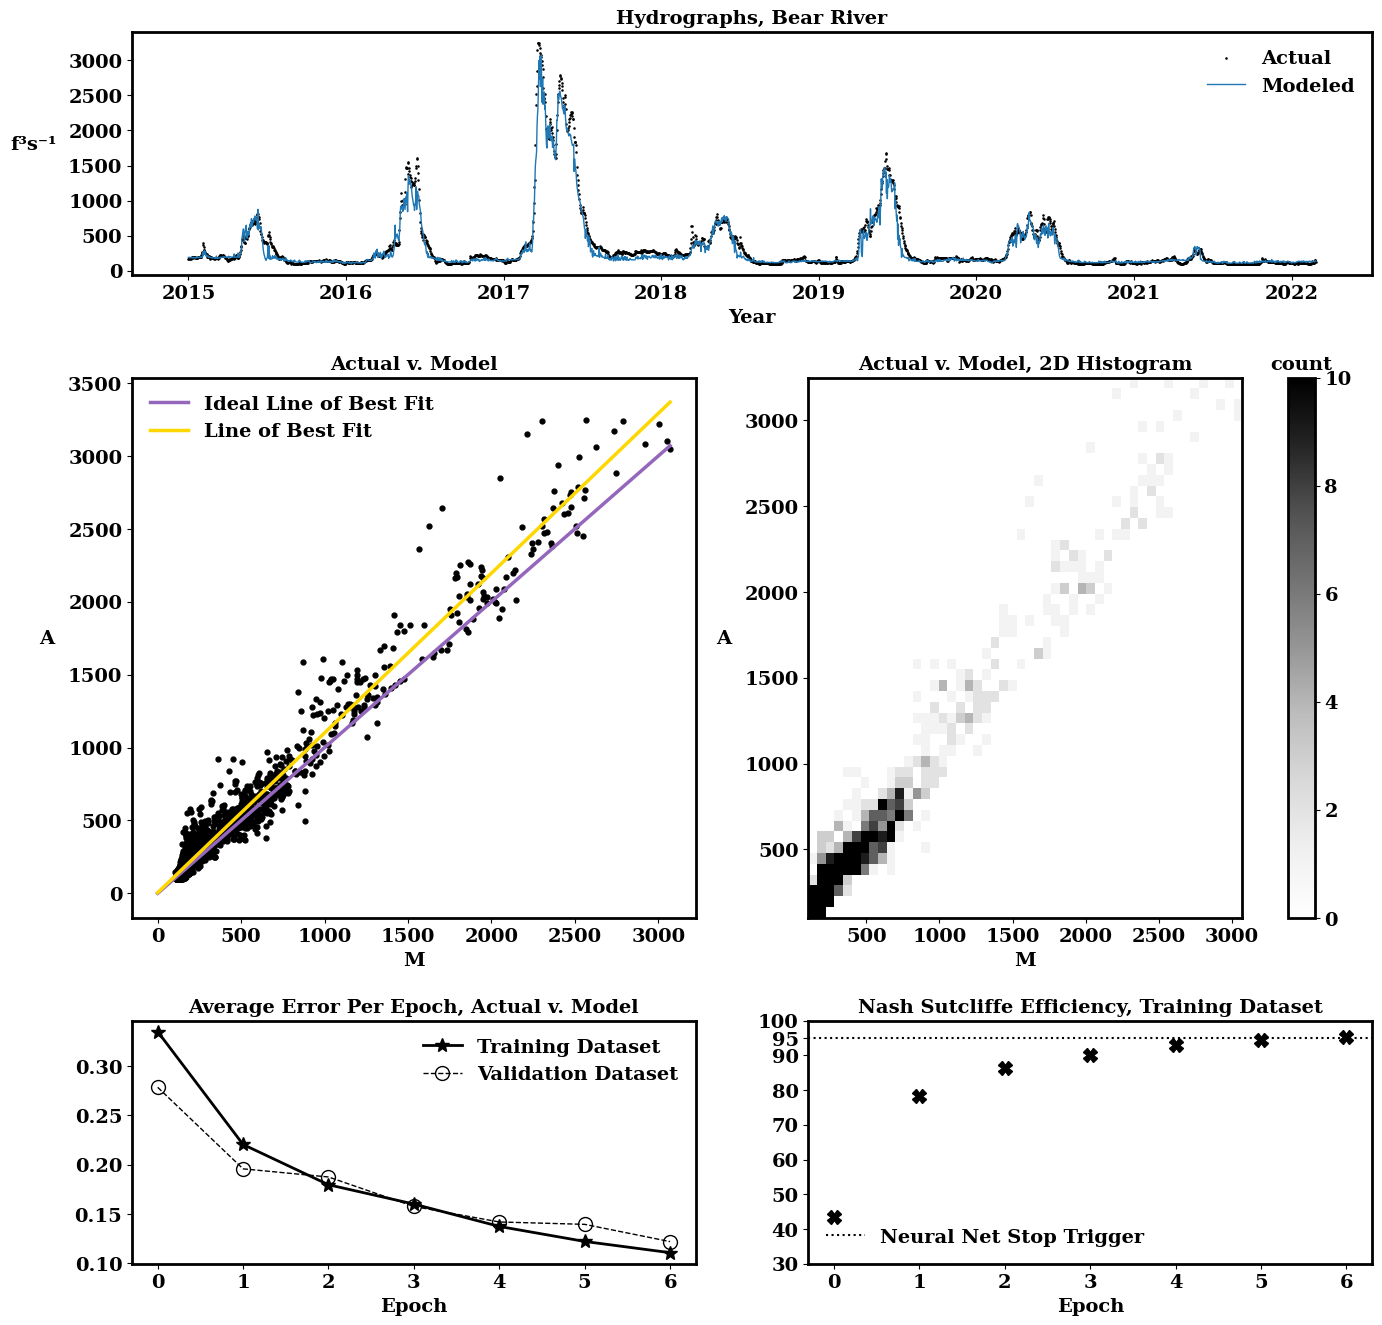 Hydrographs, Bear River
3000
2500
2000
1500
1000
500
0
f³s⁻¹
Actual
Modeled
2015 2016 2017 2018 2019 2020 2021 2022
Year
Actual v. Model
3500
3000
2500
2000
1500
1000
500
0
A
Ideal Line of Best Fit
Line of Best Fit
0 500 1000 1500 2000 2500 3000
M
Actual v. Model, 2D Histogram
3000
2500
2000
1500
1000
500
A
500 1000 1500 2000 2500 3000
M
count
10
8
6
4
2
0
Average Error Per Epoch, Actual v. Model
0.30
0.25
0.20
0.15
0.10
Training Dataset
Validation Dataset
0 1 2 3 4 5 6
Epoch
Nash Sutcliffe Efficiency, Training Dataset
100
95
90
80
70
60
50
40
30
Neural Net Stop Trigger
0 1 2 3 4 5 6
Epoch